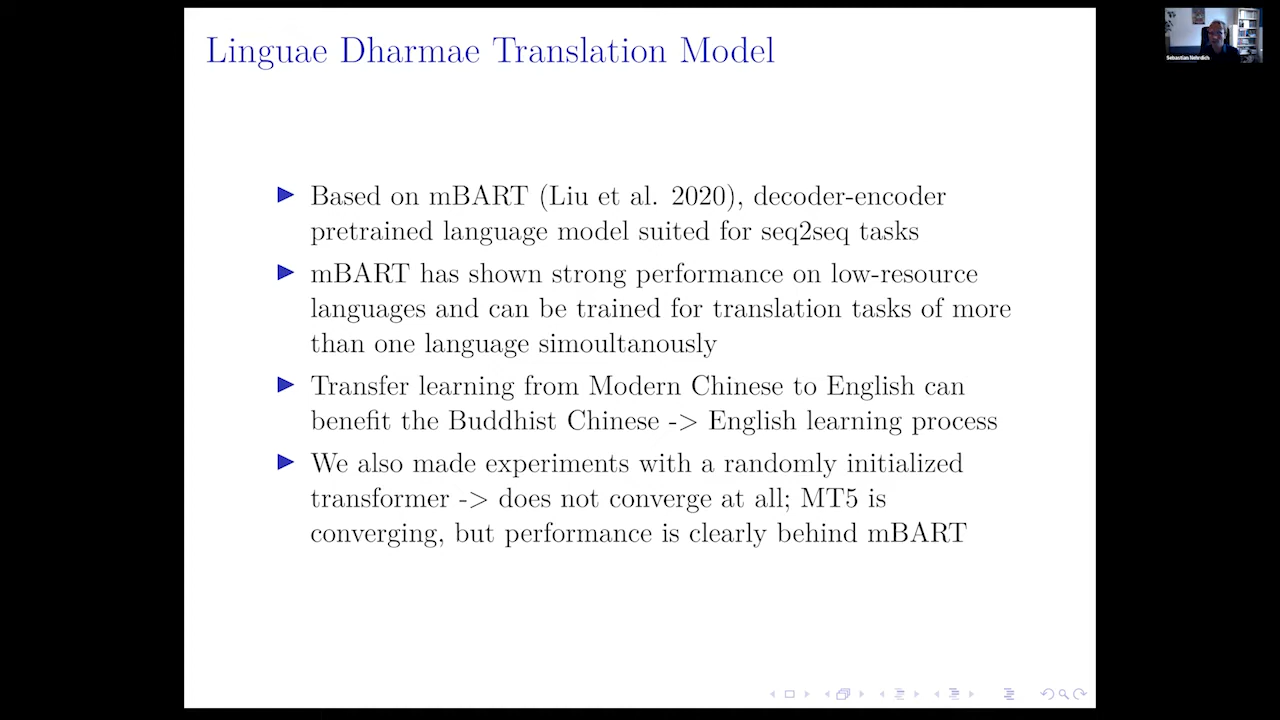 Linguae Dharmae Translation Model
Based on mBART (Liu et al. 2020), decoder-encoder
pretrained language model suited for seq2seq tasks
mBART has shown strong performance on low-resource
languages and can be trained for translation tasks of more
than one language simoultanously
Transfer learning from Modern Chinese to English can
benefit the Buddhist Chinese -> English learning process
We also made experiments with a randomly initialized
transformer -> does not converge at all; MT5 is
converging, but performance is clearly behind mBART
Sebastian Nehrdich